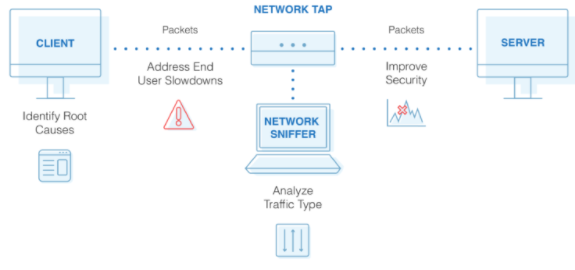 NETWORK TAP
Packets
Packets
CLIENT
SERVER
Address End
User Slowdowns
Improve
Security
Identify Root
Causes
NETWORK
SNIFFER
Analyze
Traffic Type